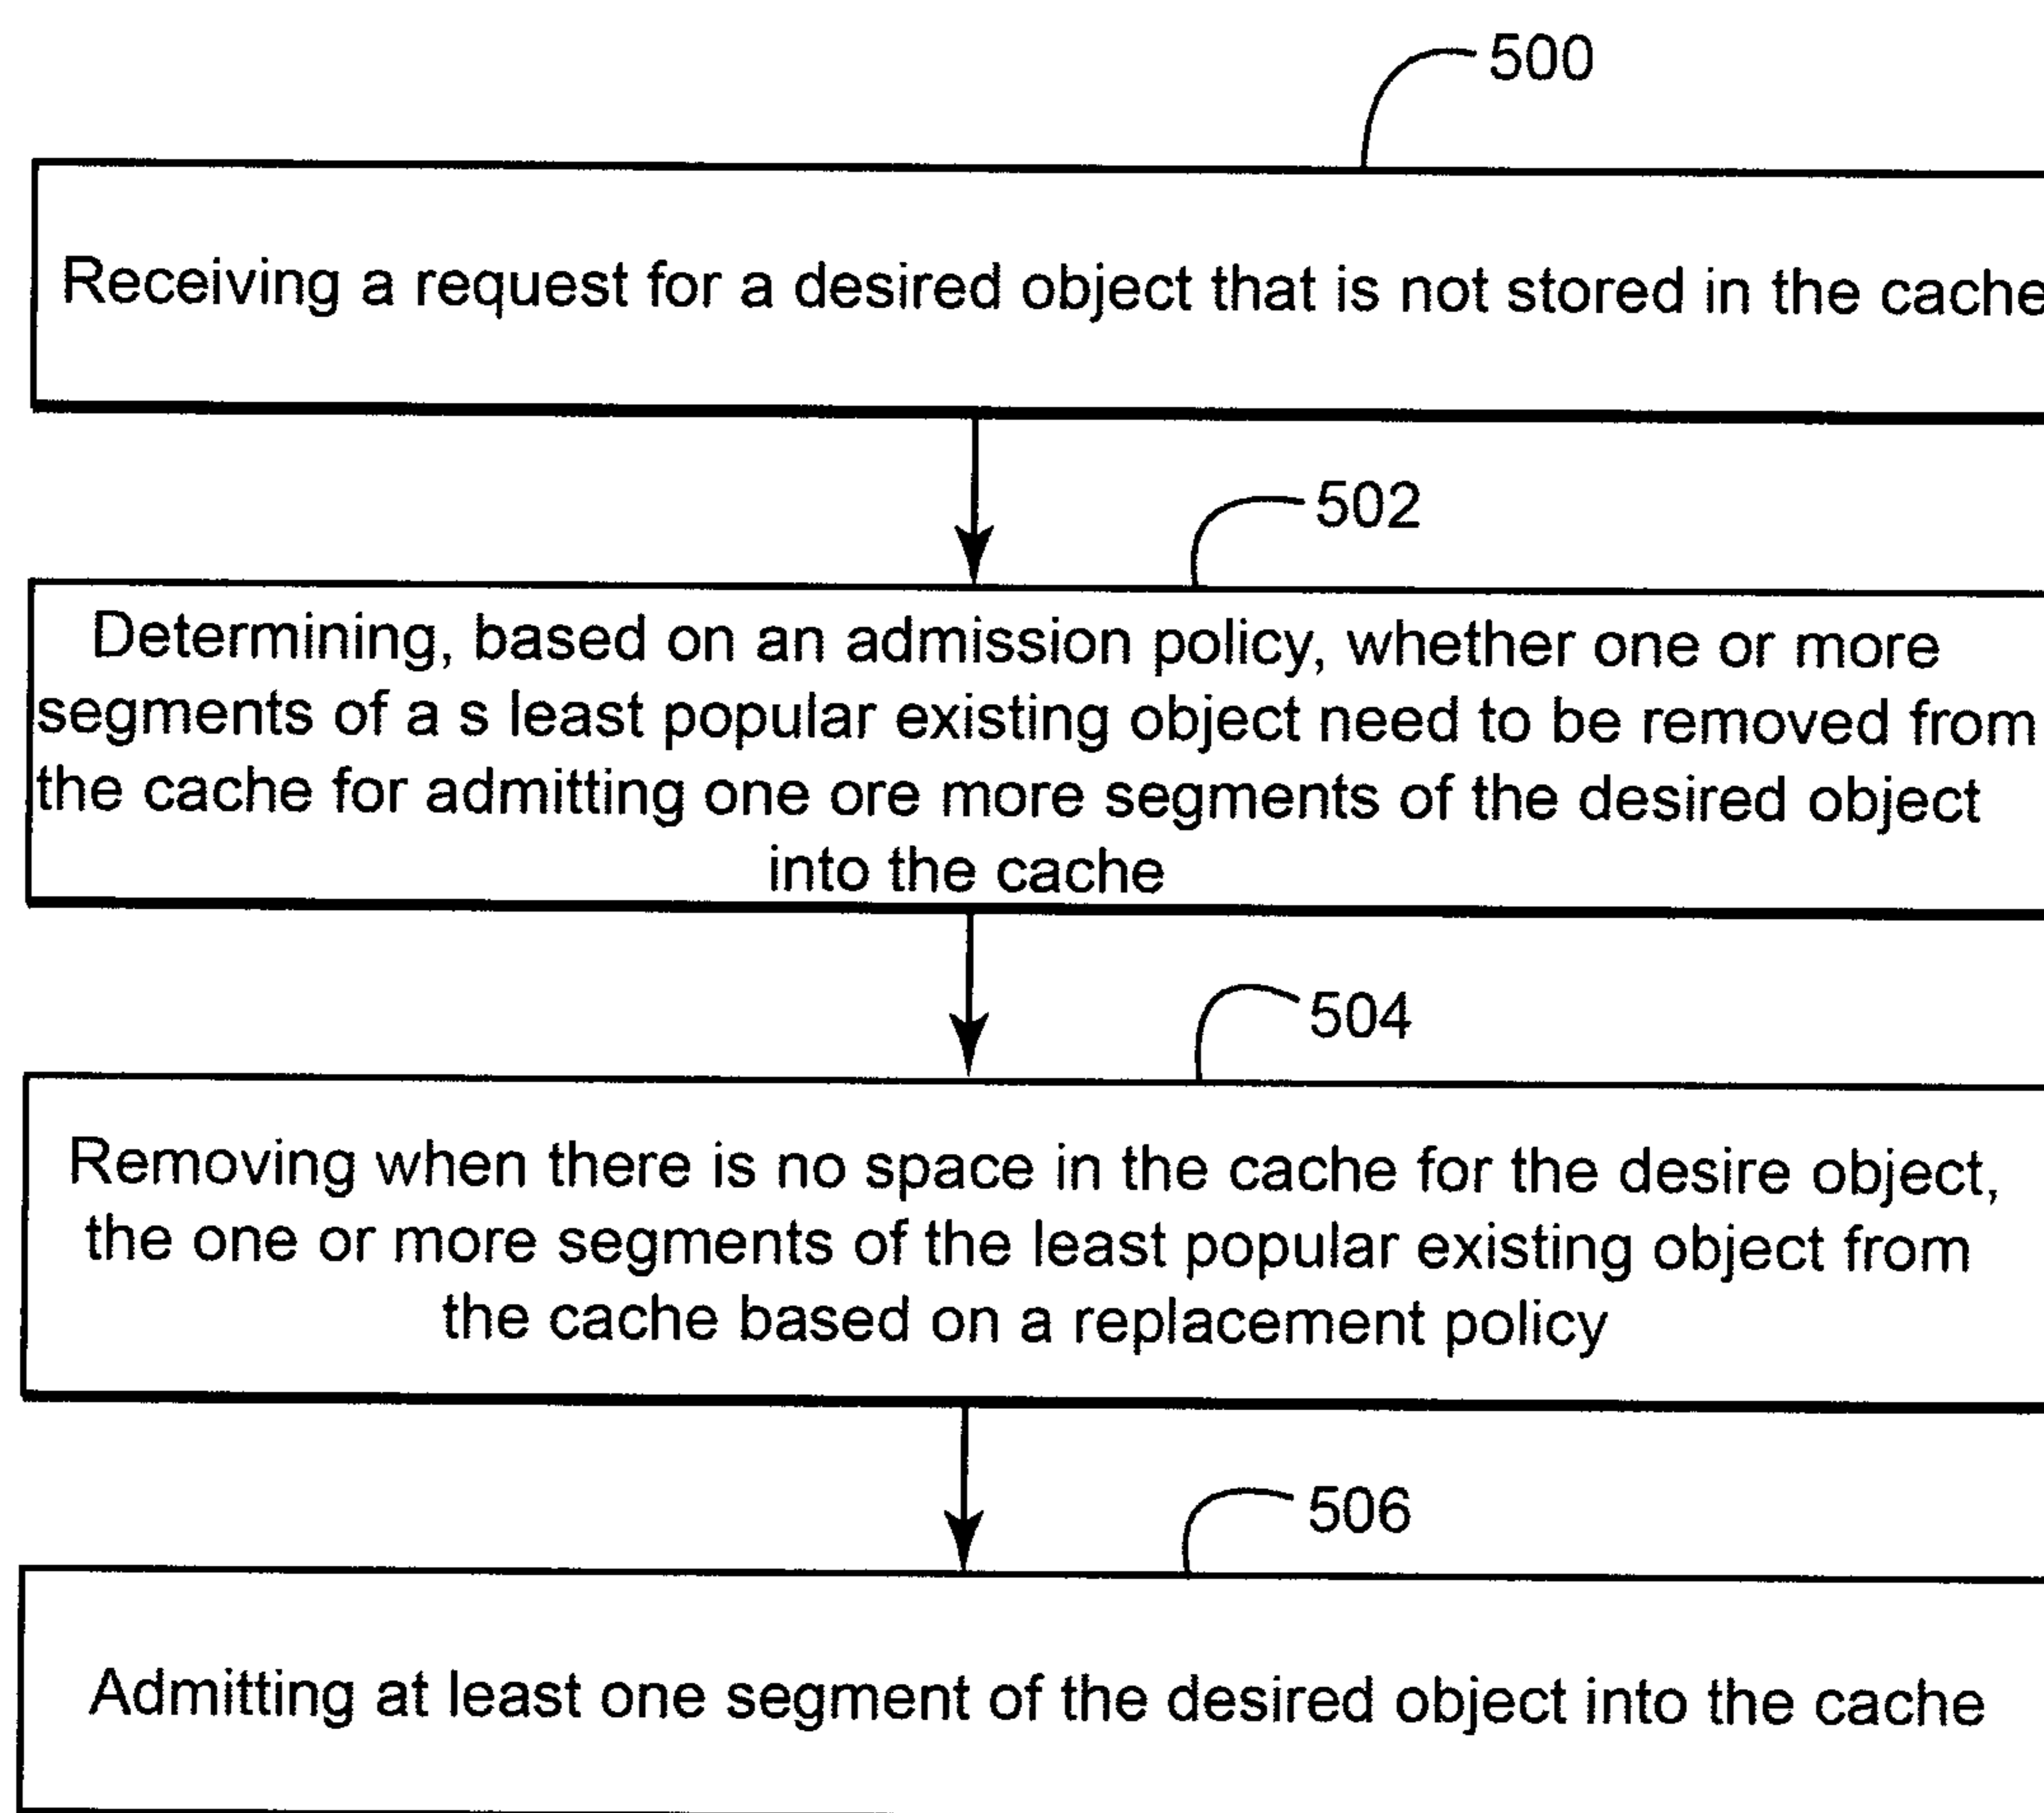 500
Receiving a request for a desired object that is not stored in the cache
502
Determining, based on an admission policy, whether one or more
segments of a s least popular existing object need to be removed from
the cache for admitting one ore more segments of the desired object
into the cache
504
Removing when there is no space in the cache for the desire object,
the one or more segments of the least popular existing object from
the cache based on a replacement policy
506
Admitting at least one segment of the desired object into the cache